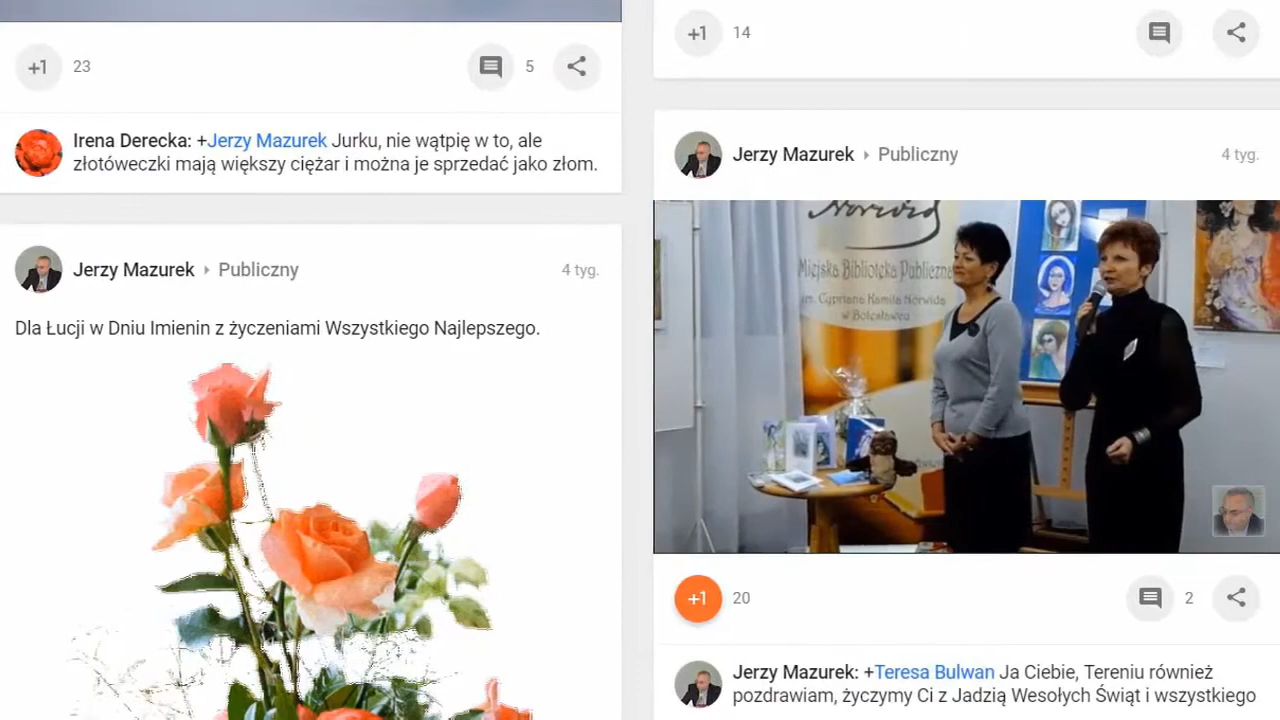 +1 23 5
Irena Derecka: +Jerzy Mazurek Jurku, nie wątpię w to, ale
złotóweczki mają większy ciężar i można je sprzedać jako złom.
Jerzy Mazurek Publiczny 4 tyg.
Dla Łucji w Dniu Imienin z życzeniami Wszystkiego Najlepszego.
+1 14
Jerzy Mazurek Publiczny 4 tyg.
Norwid
Miejska Biblioteka Publiczna
im. Cypriana Kamila Norwida
w Bolesławcu
+1 20 2
Jerzy Mazurek: +Teresa Bulwan Ja Ciebie, Tereniu również
pozdrawiam, życzymy Ci z Jadzią Wesołych Świąt i wszystkiego